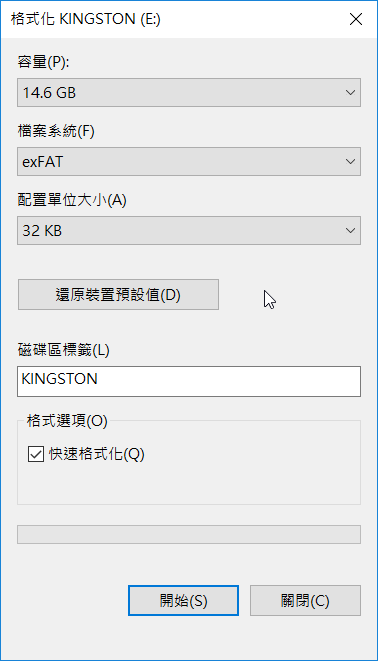 格式化 KINGSTON (E:)
容量(P):
14.6 GB
檔案系統(F)
exFAT
配置單位大小(A)
32 KB
還原裝置預設值(D)
磁碟區標籤(L)
KINGSTON
格式選項(O)
快速格式化(Q)
開始(S)
關閉(C)